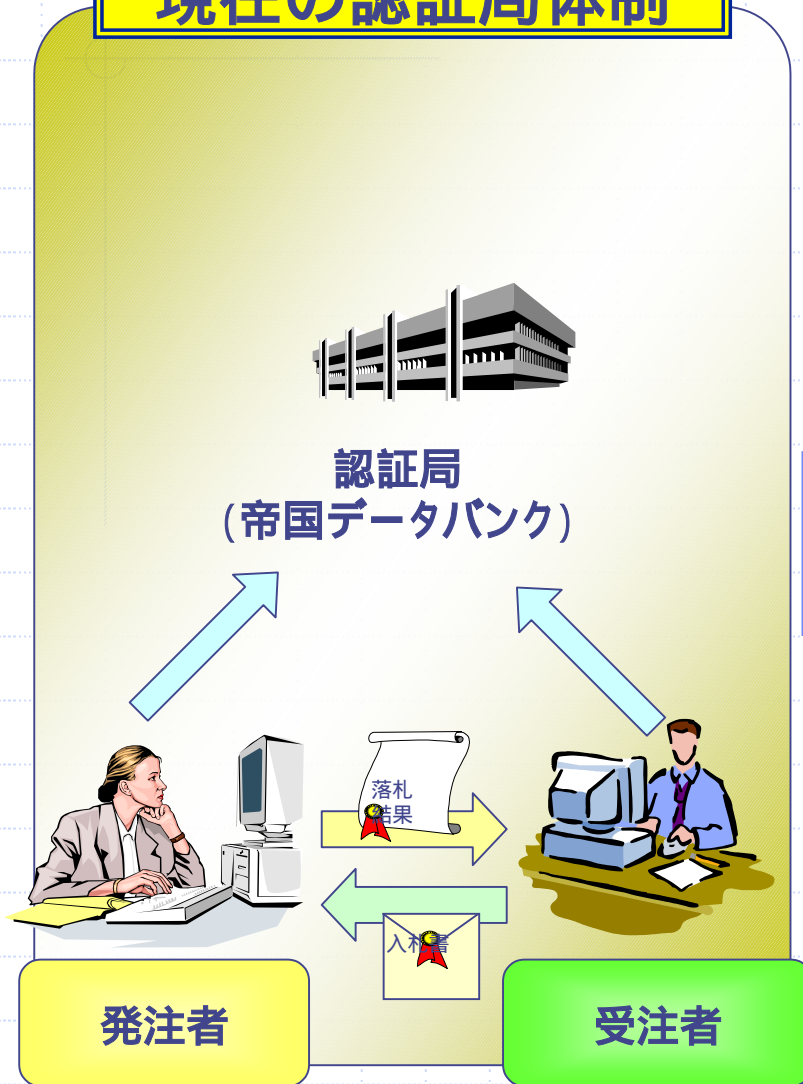 現在の認証局体制
認証局
(帝国データバンク)
落札
結果
入札書
発注者
受注者